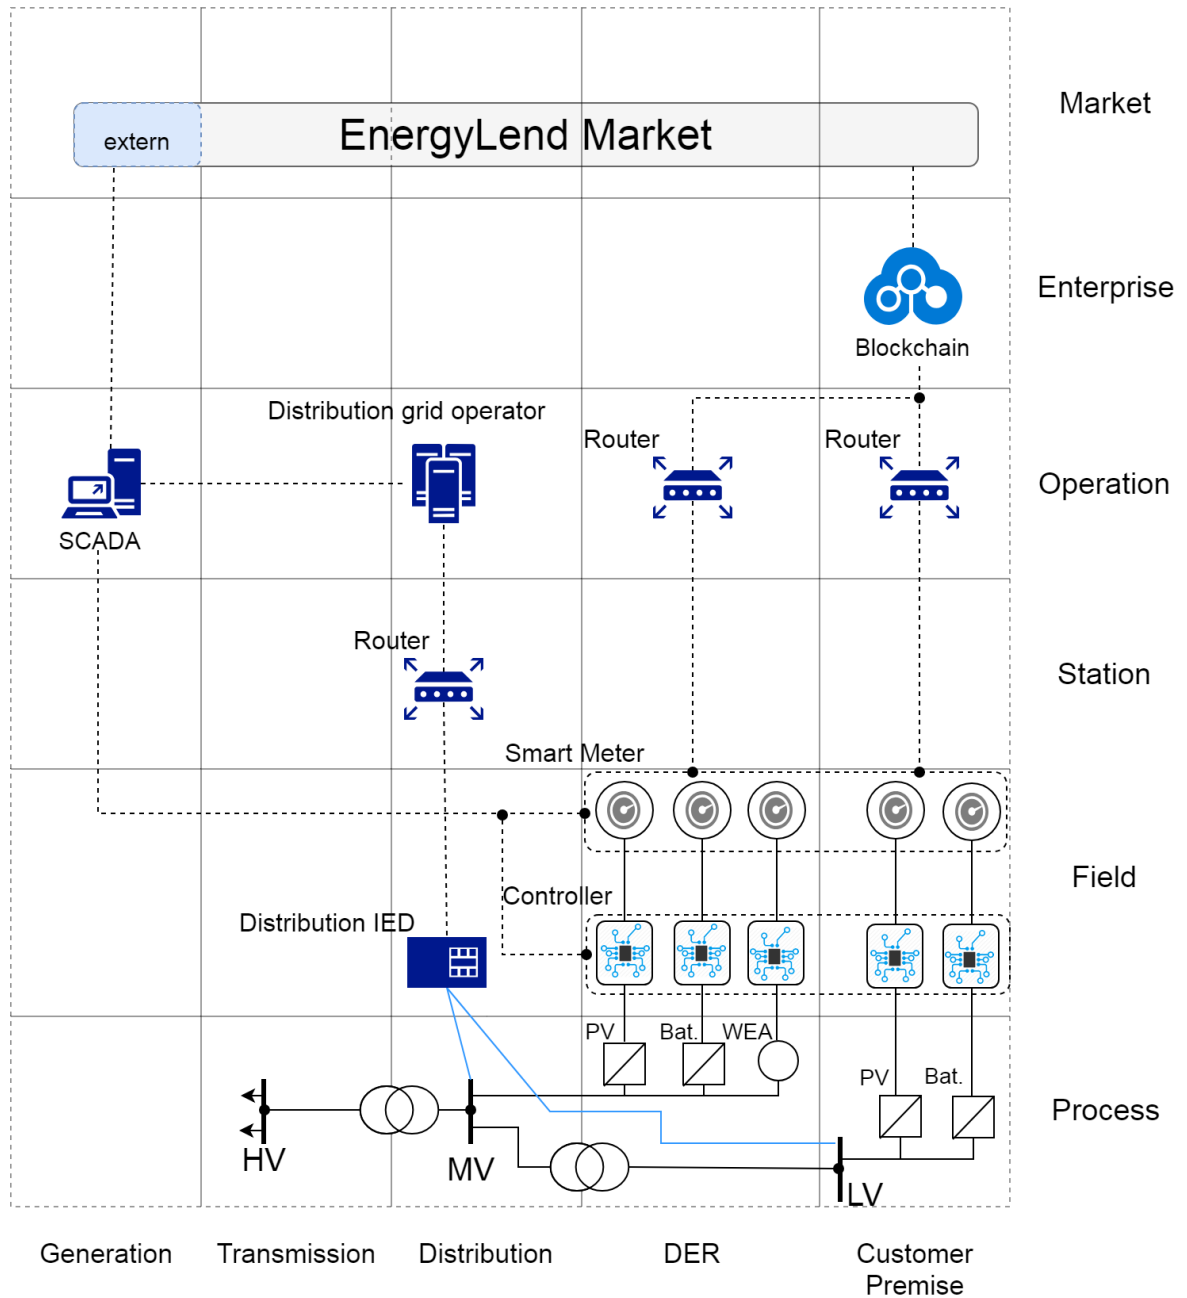 Market
extern
EnergyLend Market
Enterprise
Blockchain
Distribution grid operator
Router
Router
Operation
SCADA
Router
Station
Smart Meter
Controller
Field
Distribution IED
PV
Bat.
WEA
PV
Bat.
Process
HV
MV
LV
Generation
Transmission
Distribution
DER
Customer
Premise